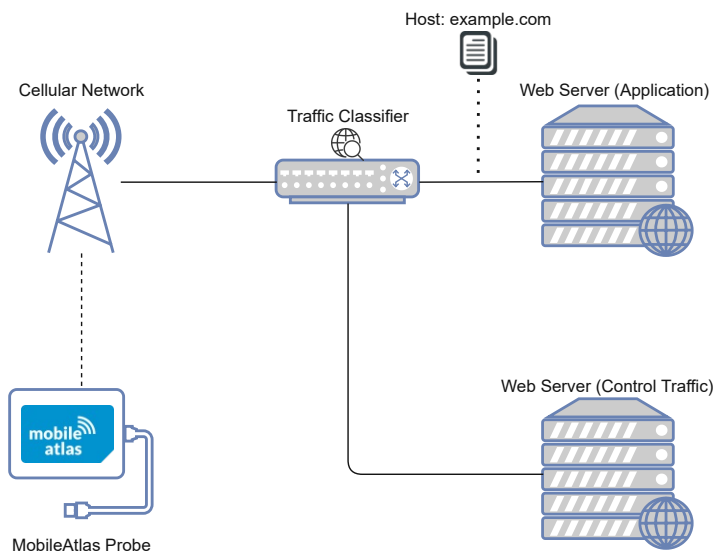 Host: example.com
Cellular Network
Web Server (Application)
Traffic Classifier
Web Server (Control Traffic)
mobile
atlas
MobileAtlas Probe